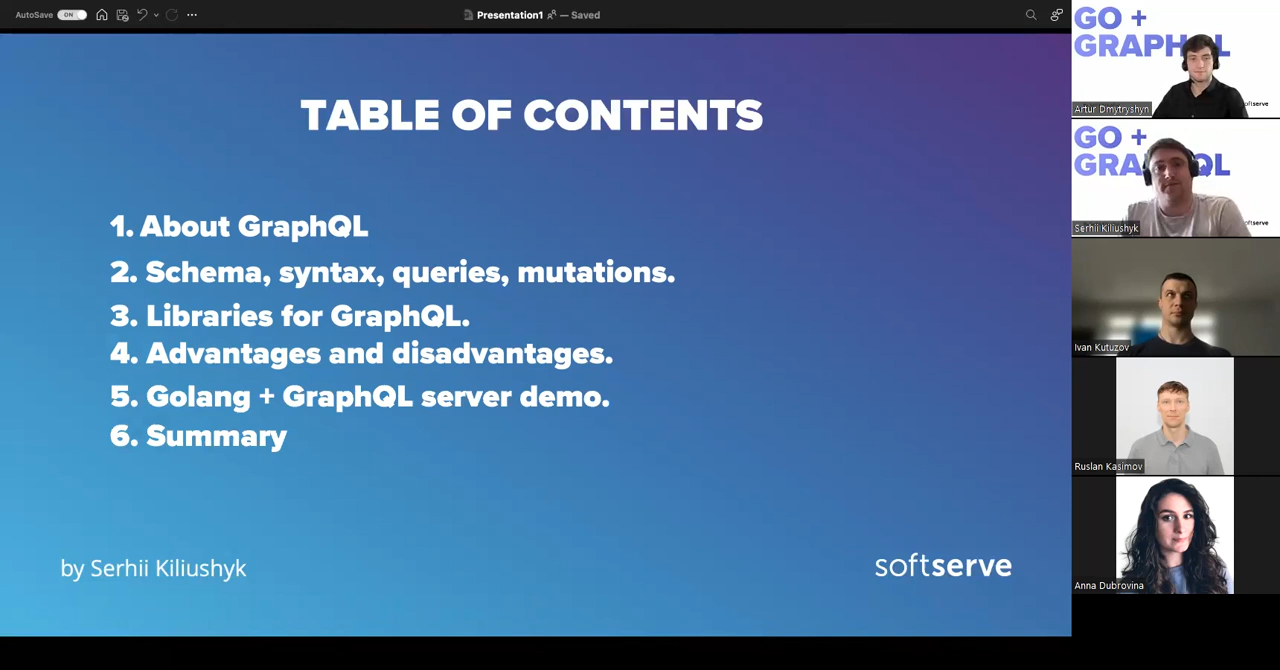 AutoSave ON
Presentation1 — Saved
TABLE OF CONTENTS
1. About GraphQL
2. Schema, syntax, queries, mutations.
3. Libraries for GraphQL.
4. Advantages and disadvantages.
5. Golang + GraphQL server demo.
6. Summary
by Serhii Kiliushyk
softserve
GO +
GRAPH L
Artur Dmytryshyn
oftserve
GO +
GRA QL
Serhii Kiliushyk
oftserve
Ivan Kutuzov
Ruslan Kasimov
Anna Dubrovina